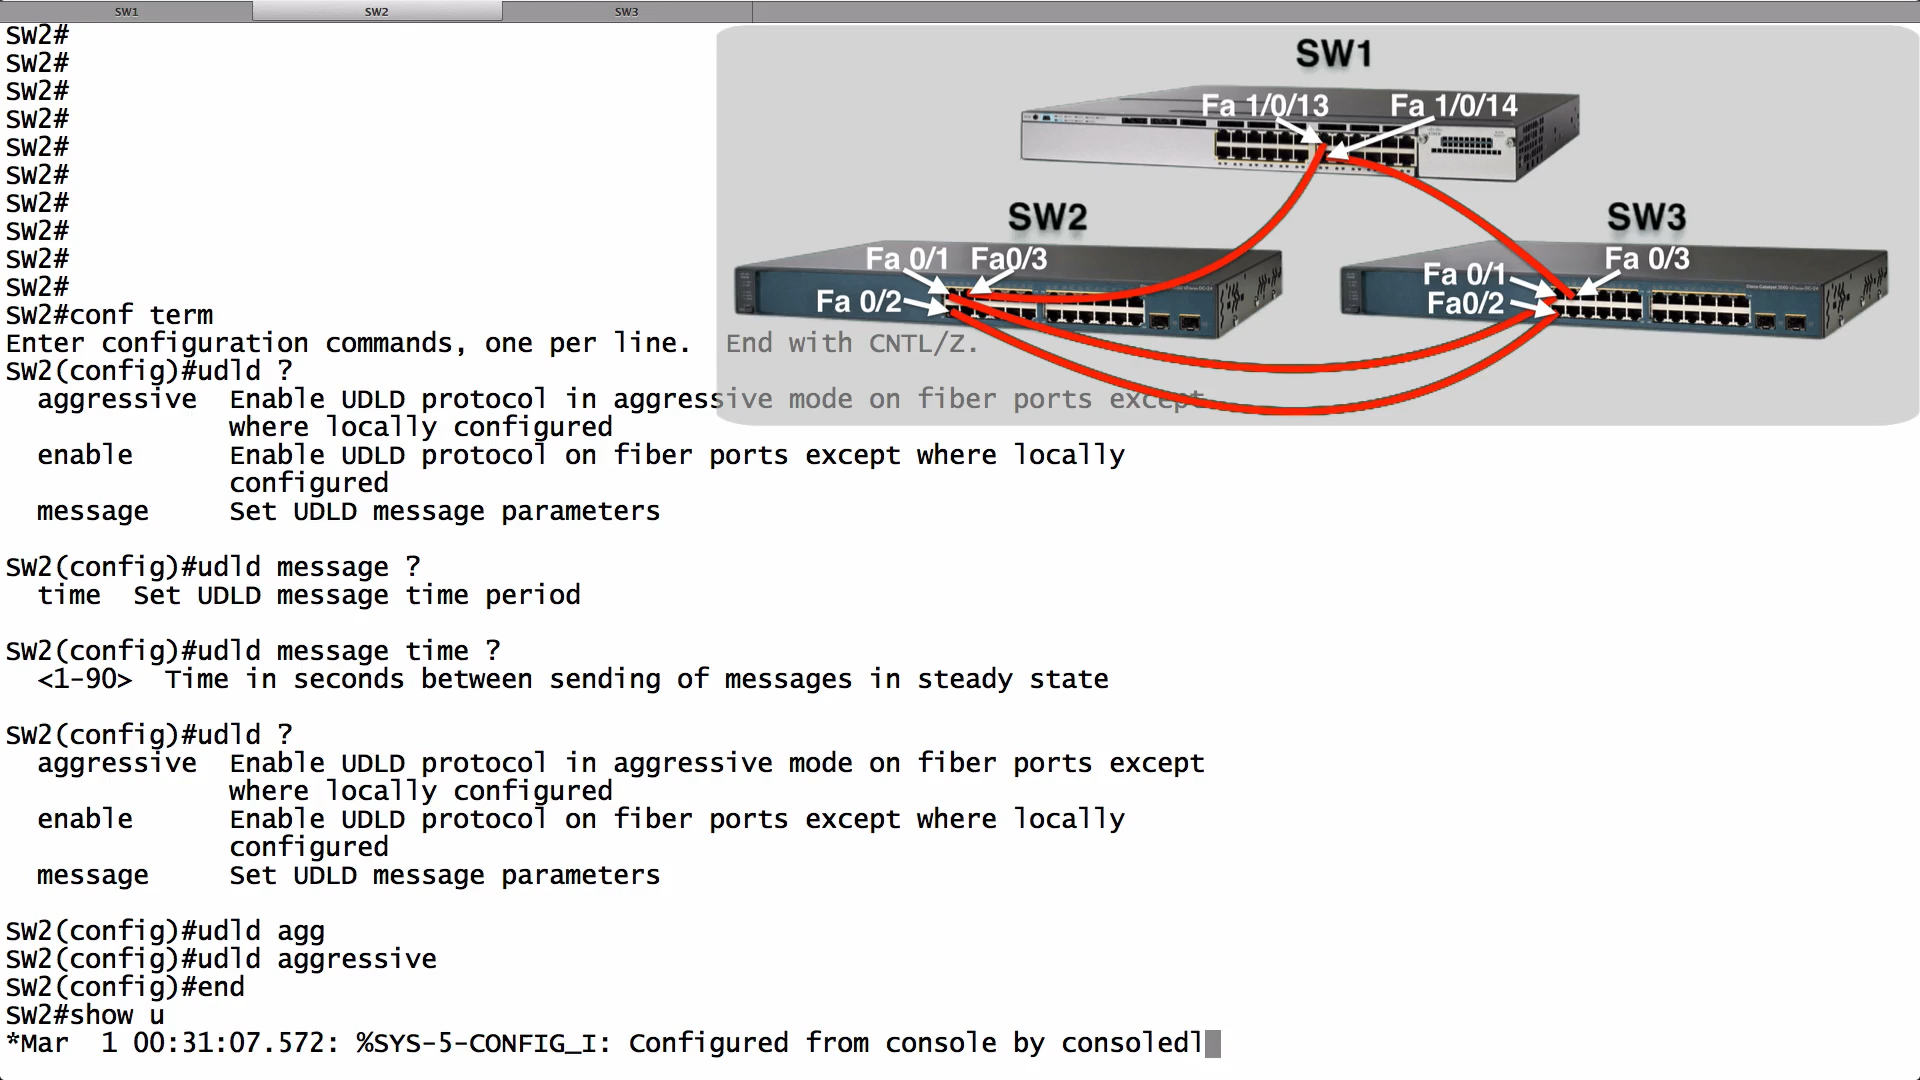 SW1 SW2 SW3
SW2#
SW2#
SW2#
SW2#
SW2#
SW2#
SW2#
SW2#
SW2#
SW2#
SW2#conf term
Enter configuration commands, one per line.  End with CNTL/Z.
SW2(config)#udld ?
  aggressive  Enable UDLD protocol in aggressive mode on fiber ports except
              where locally configured
  enable      Enable UDLD protocol on fiber ports except where locally
              configured
  message     Set UDLD message parameters
SW2(config)#udld message ?
  time  Set UDLD message time period
SW2(config)#udld message time ?
  <1-90>  Time in seconds between sending of messages in steady state
SW2(config)#udld ?
  aggressive  Enable UDLD protocol in aggressive mode on fiber ports except
              where locally configured
  enable      Enable UDLD protocol on fiber ports except where locally
              configured
  message     Set UDLD message parameters
SW2(config)#udld agg
SW2(config)#udld aggressive
SW2(config)#end
SW2#show u
*Mar  1 00:31:07.572: %SYS-5-CONFIG_I: Configured from console by consoledl
SW1
Fa 1/0/13 Fa 1/0/14
SW2
Fa 0/1 Fa0/3
Fa 0/2
SW3
Fa 0/1 Fa 0/3
Fa0/2